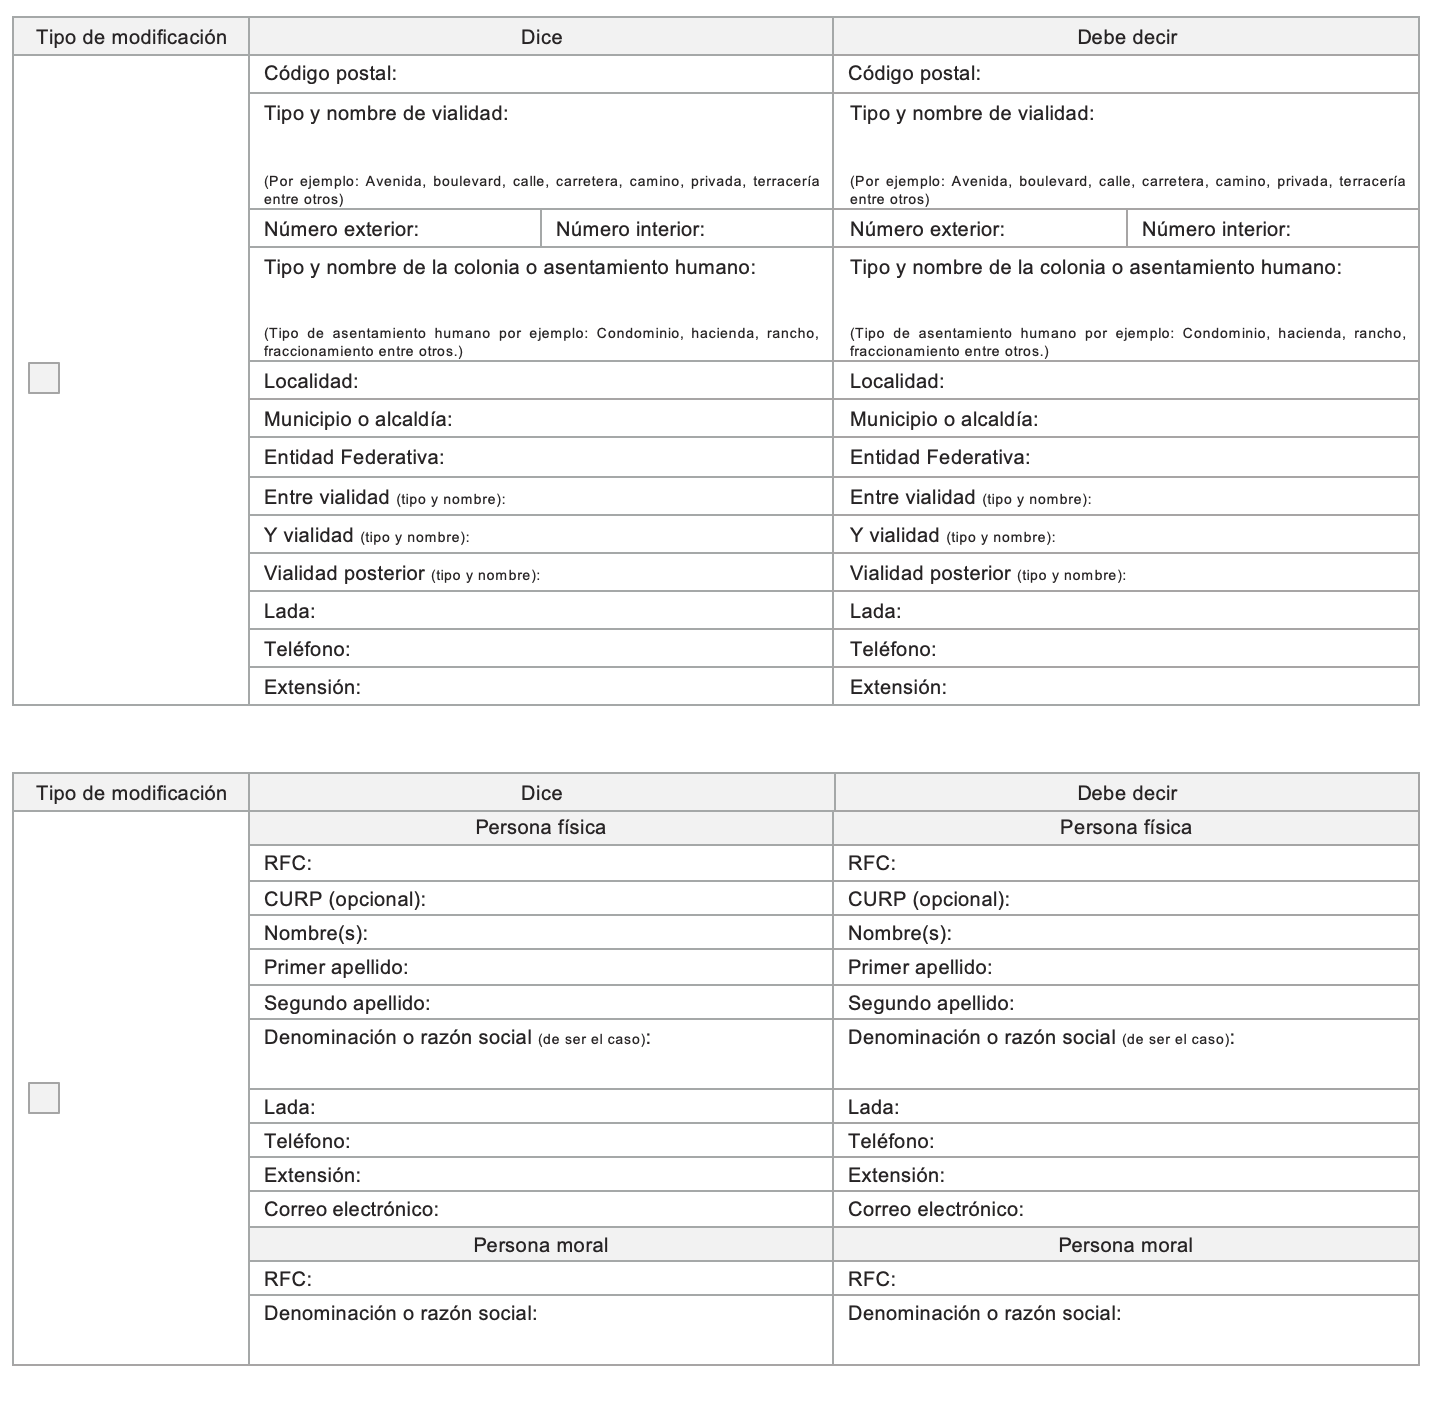 Tipo de modificación Dice Debe decir
Código postal: Código postal:
Tipo y nombre de vialidad: Tipo y nombre de vialidad:
(Por ejemplo: Avenida, boulevard, calle, carretera, camino, privada, terracería (Por ejemplo: Avenida, boulevard, calle, carretera, camino, privada, terracería
entre otros) entre otros)
Número exterior: Número interior: Número exterior: Número interior:
Tipo y nombre de la colonia o asentamiento humano: Tipo y nombre de la colonia o asentamiento humano:
(Tipo de asentamiento humano por ejemplo: Condominio, hacienda, rancho, (Tipo de asentamiento humano por ejemplo: Condominio, hacienda, rancho,
fraccionamiento entre otros.) fraccionamiento entre otros.)
Localidad: Localidad:
Municipio o alcaldía: Municipio o alcaldía:
Entidad Federativa: Entidad Federativa:
Entre vialidad (tipo y nombre): Entre vialidad (tipo y nombre):
Y vialidad (tipo y nombre): Y vialidad (tipo y nombre):
Vialidad posterior (tipo y nombre): Vialidad posterior (tipo y nombre):
Lada: Lada:
Teléfono: Teléfono:
Extensión: Extensión:
Tipo de modificación Dice Debe decir
Persona física Persona física
RFC: RFC:
CURP (opcional): CURP (opcional):
Nombre(s): Nombre(s):
Primer apellido: Primer apellido:
Segundo apellido: Segundo apellido:
Denominación o razón social (de ser el caso): Denominación o razón social (de ser el caso):
Lada: Lada:
Teléfono: Teléfono:
Extensión: Extensión:
Correo electrónico: Correo electrónico:
Persona moral Persona moral
RFC: RFC:
Denominación o razón social: Denominación o razón social: